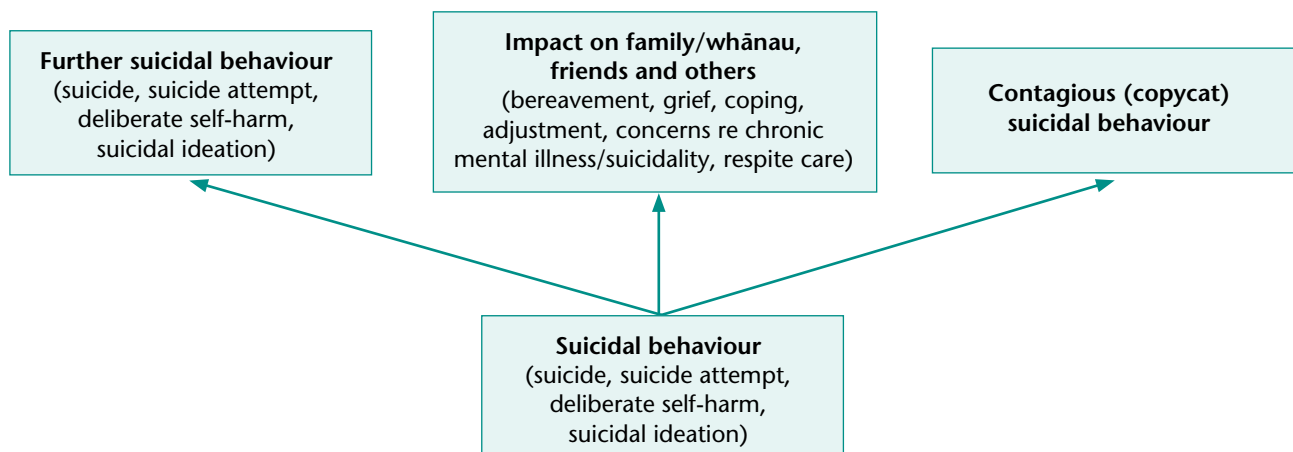 Further suicidal behaviour
(suicide, suicide attempt,
deliberate self-harm,
suicidal ideation)
Impact on family/whānau,
friends and others
(bereavement, grief, coping,
adjustment, concerns re chronic
mental illness/suicidality, respite care)
Contagious (copycat)
suicidal behaviour
Suicidal behaviour
(suicide, suicide attempt,
deliberate self-harm,
suicidal ideation)